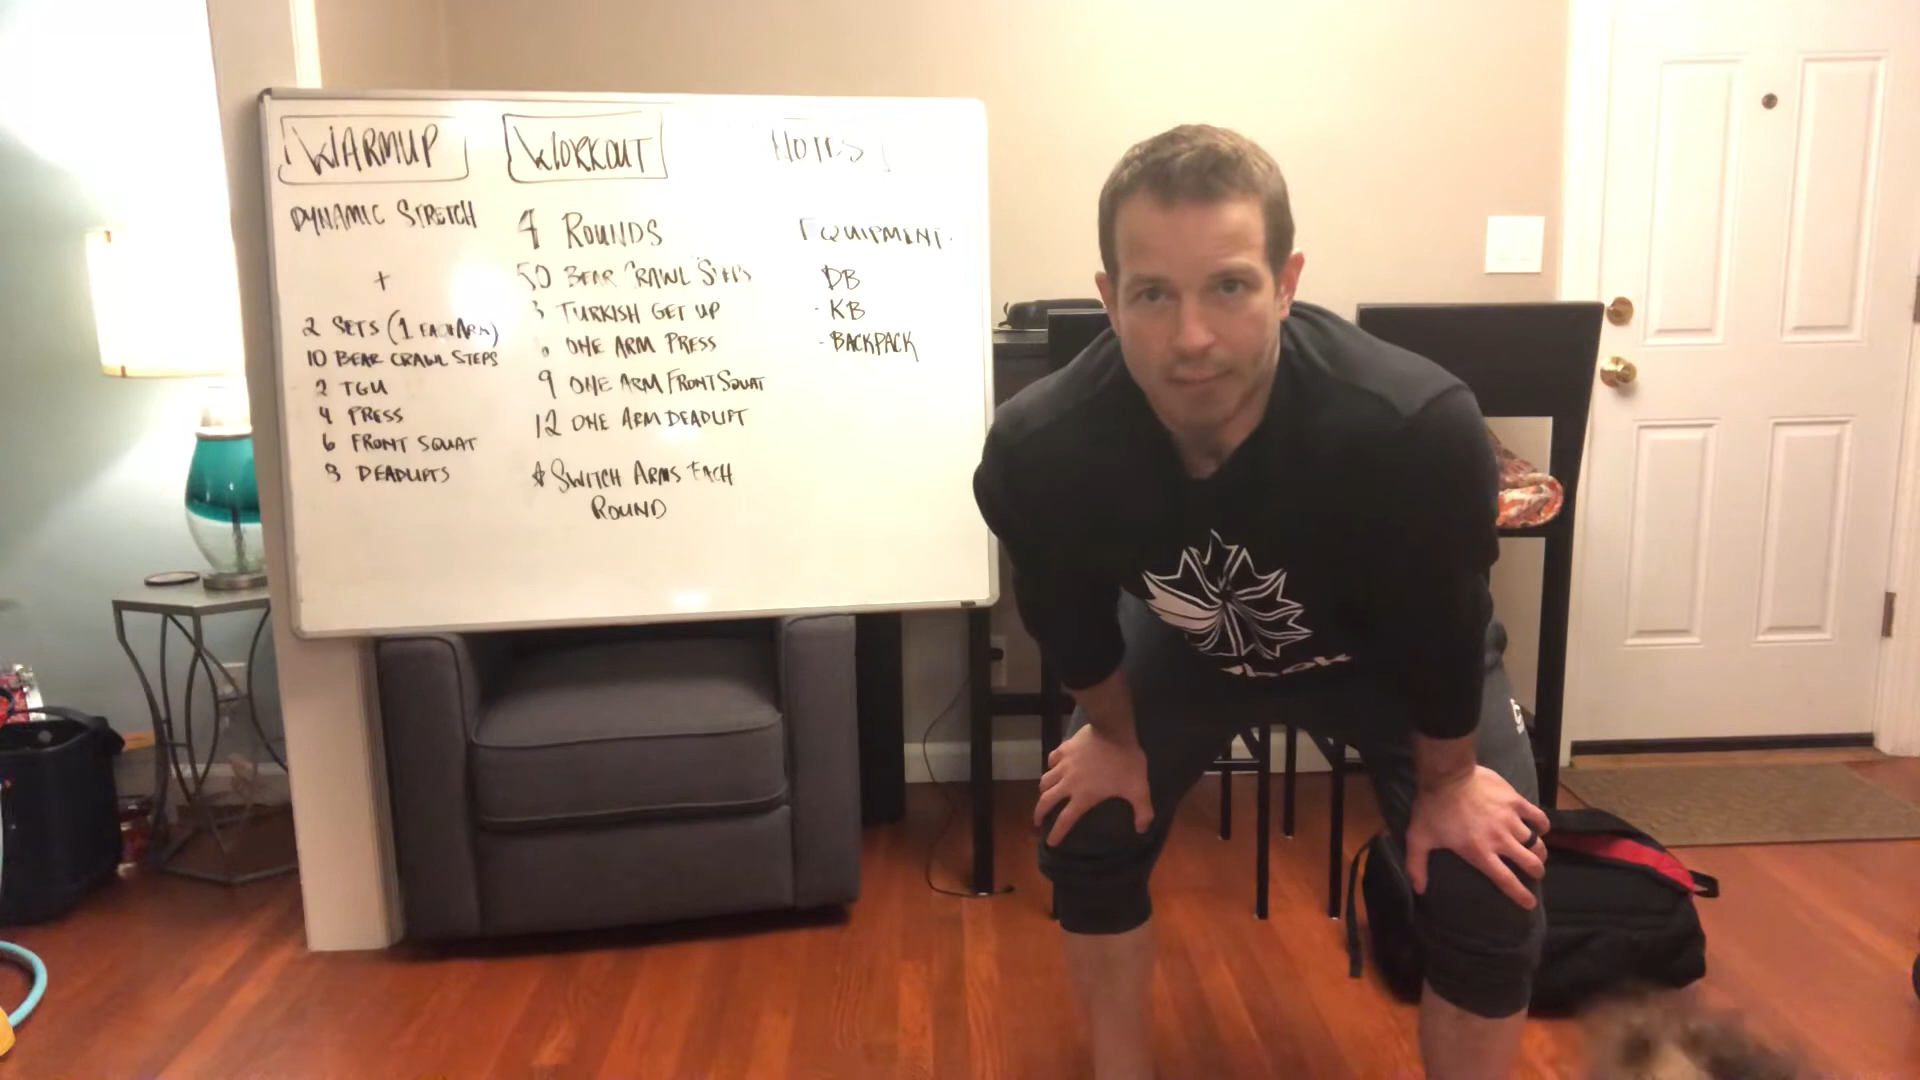 WARMUP
DYNAMIC STRETCH
+
2 SETS (1 EACH ARM)
10 BEAR CRAWL STEPS
2 TGU
4 PRESS
6 FRONT SQUAT
8 DEADLIFTS
WORKOUT
4 ROUNDS
50 BEAR CRAWL STEPS
3 TURKISH GET UP
ONE ARM PRESS
9 ONE ARM FRONT SQUAT
12 ONE ARM DEADLIFT
* SWITCH ARMS EACH
ROUND
NOTES
EQUIPMENT
DB
- KB
- BACKPACK